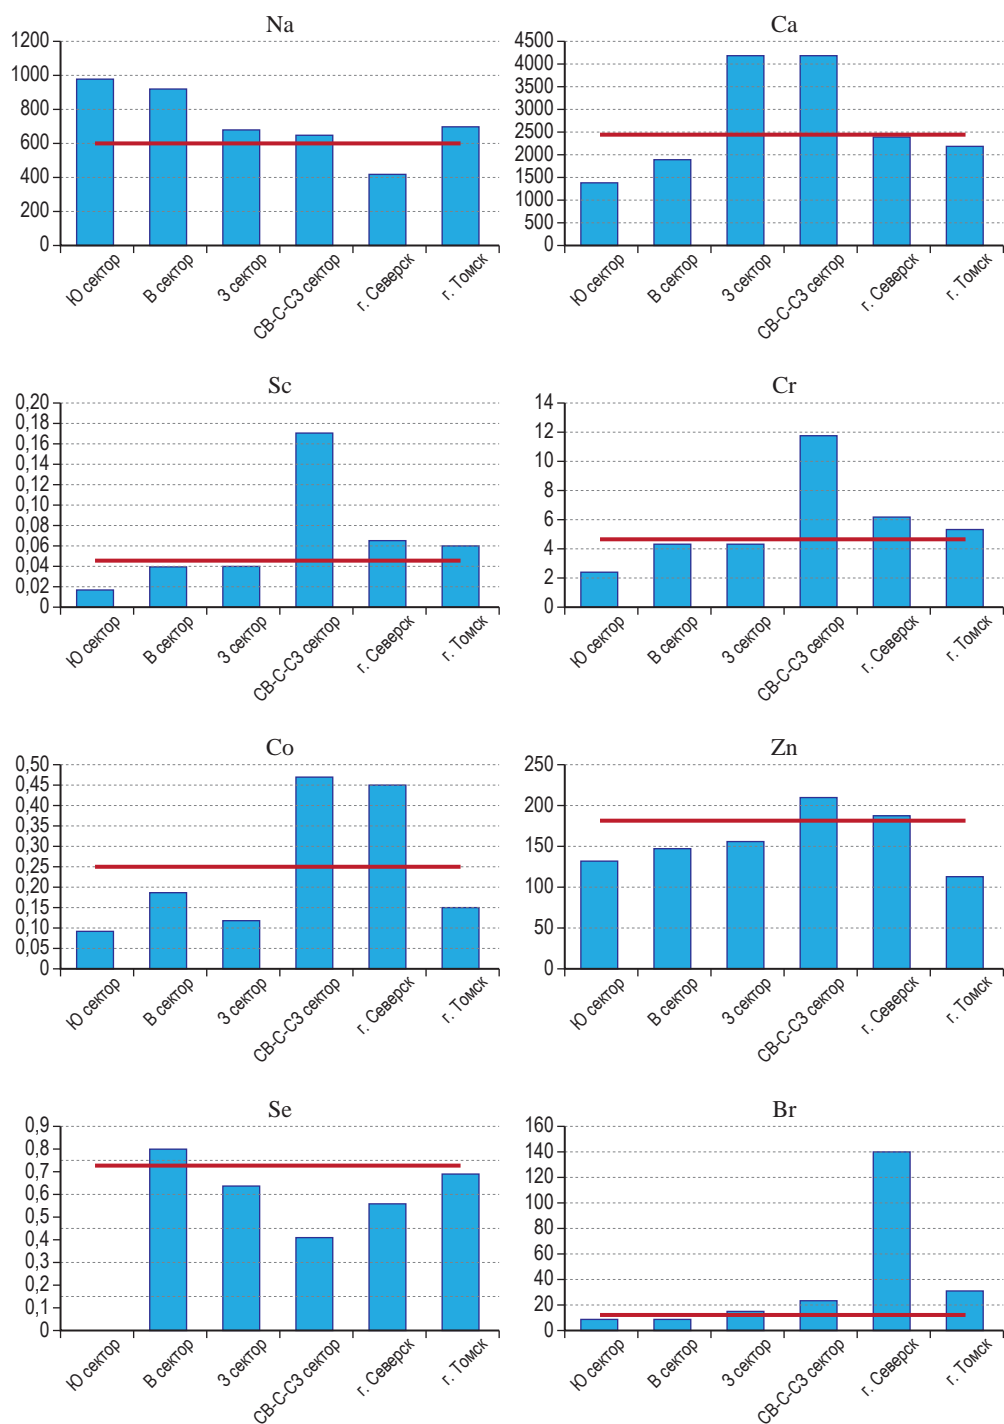 Na
1200
1000
800
600
400
200
0
Ю сектор
В сектор
З сектор
СВ-С-СЗ сектор
г. Северск
г. Томск
Ca
4500
4000
3500
3000
2500
2000
1500
1000
500
0
Ю сектор
В сектор
З сектор
СВ-С-СЗ сектор
г. Северск
г. Томск
Sc
0,20
0,18
0,16
0,14
0,12
0,10
0,08
0,06
0,04
0,02
0
Ю сектор
В сектор
З сектор
СВ-С-СЗ сектор
г. Северск
г. Томск
Cr
14
12
10
8
6
4
2
0
Ю сектор
В сектор
З сектор
СВ-С-СЗ сектор
г. Северск
г. Томск
Co
0,50
0,45
0,40
0,35
0,30
0,25
0,20
0,15
0,10
0,05
0
Ю сектор
В сектор
З сектор
СВ-С-СЗ сектор
г. Северск
г. Томск
Zn
250
200
150
100
50
0
Ю сектор
В сектор
З сектор
СВ-С-СЗ сектор
г. Северск
г. Томск
Se
0,9
0,8
0,7
0,6
0,5
0,4
0,3
0,2
0,1
0
Ю сектор
В сектор
З сектор
СВ-С-СЗ сектор
г. Северск
г. Томск
Br
160
140
120
100
80
60
40
20
0
Ю сектор
В сектор
З сектор
СВ-С-СЗ сектор
г. Северск
г. Томск